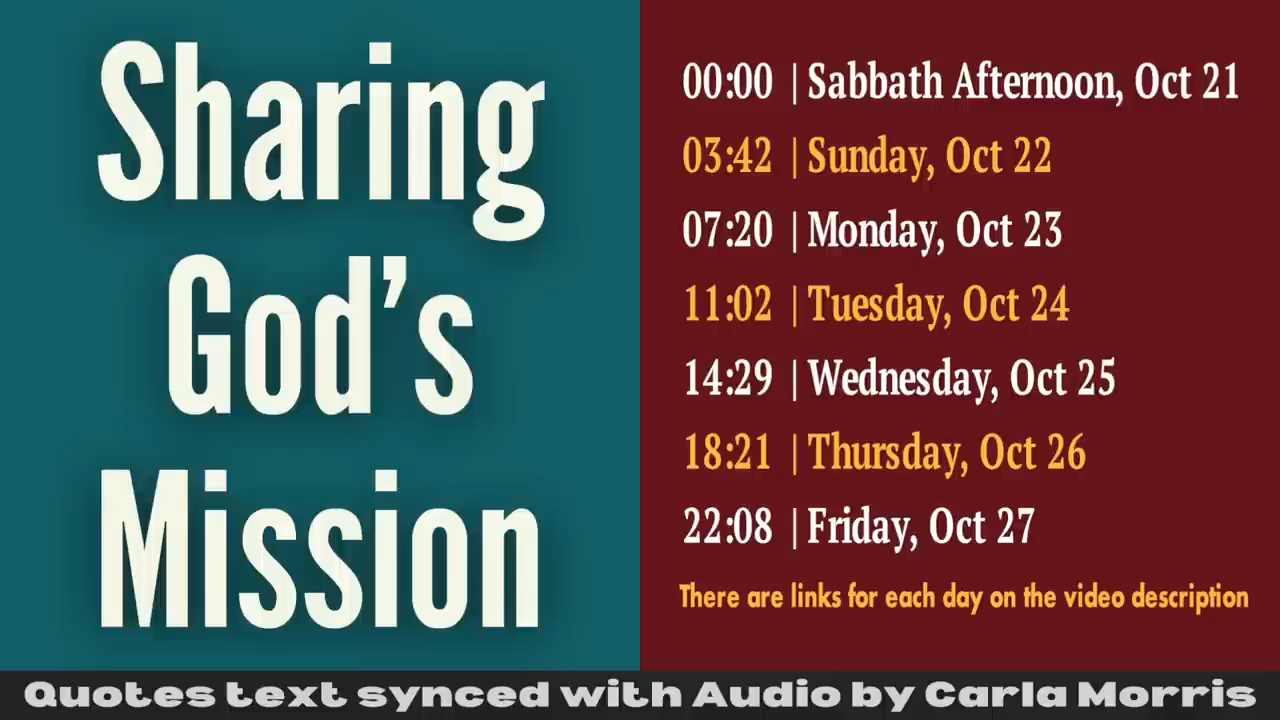 Sharing
God's
Mission
00:00 | Sabbath Afternoon, Oct 21
03:42 | Sunday, Oct 22
07:20 | Monday, Oct 23
11:02 | Tuesday, Oct 24
14:29 | Wednesday, Oct 25
18:21 | Thursday, Oct 26
22:08 | Friday, Oct 27
There are links for each day on the video description
Quotes text synced with Audio by Carla Morris